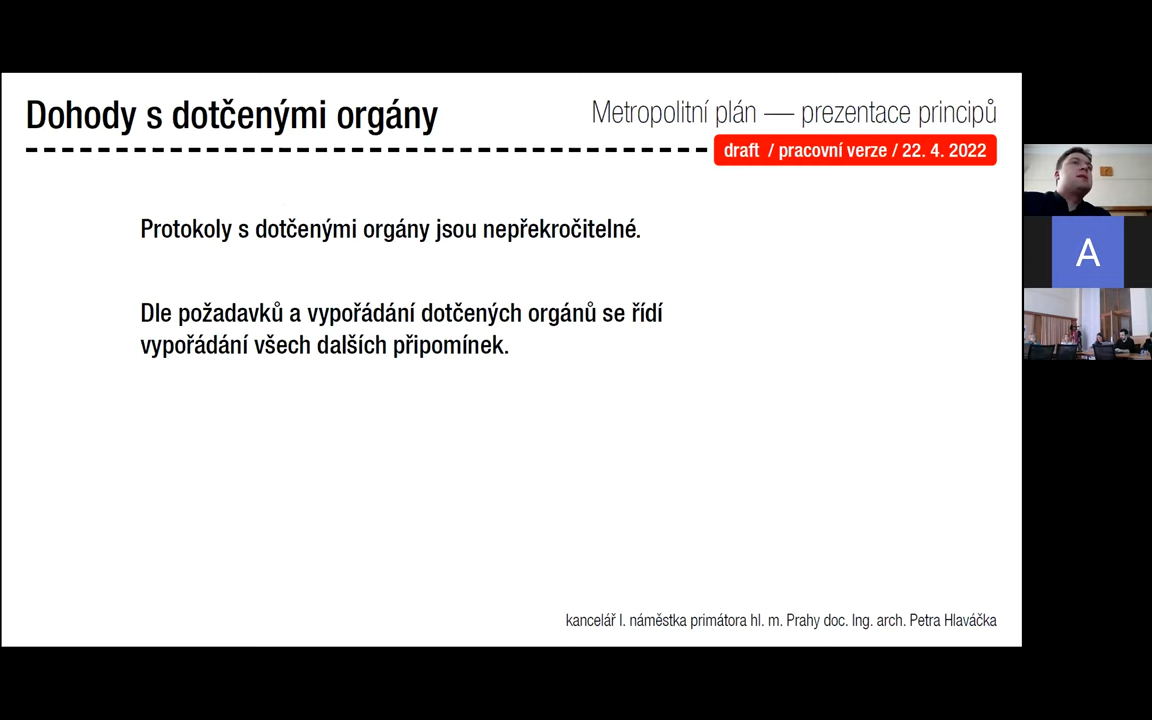 Dohody s dotčenými orgány
Metropolitní plán — prezentace principů
draft / pracovní verze / 22. 4. 2022
Protokoly s dotčenými orgány jsou nepřekročitelné.
Dle požadavků a vypořádání dotčených orgánů se řídí
vypořádání všech dalších připomínek.
kancelář I. náměstka primátora hl. m. Prahy doc. Ing. arch. Petra Hlaváčka
A